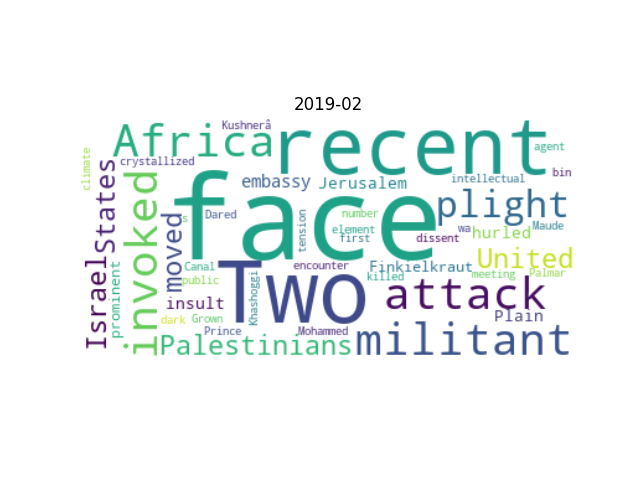 2019-02
Kushnerâ
Africa
recent
agent
climate
crystallized
bin
States
invoked
face
embassy
Jerusalem
intellectual
plight
moved
s
Dared
tension
number
element
first
dissent
wa
hurled
Maude
Israel
prominent
Canal
public
Two
Khashoggi
encounter
Finkielkraut
killed
United
meeting
Palmar
insult
attack
dark
Grown
Prince
Mohammed
Plain
Palestinians
militant